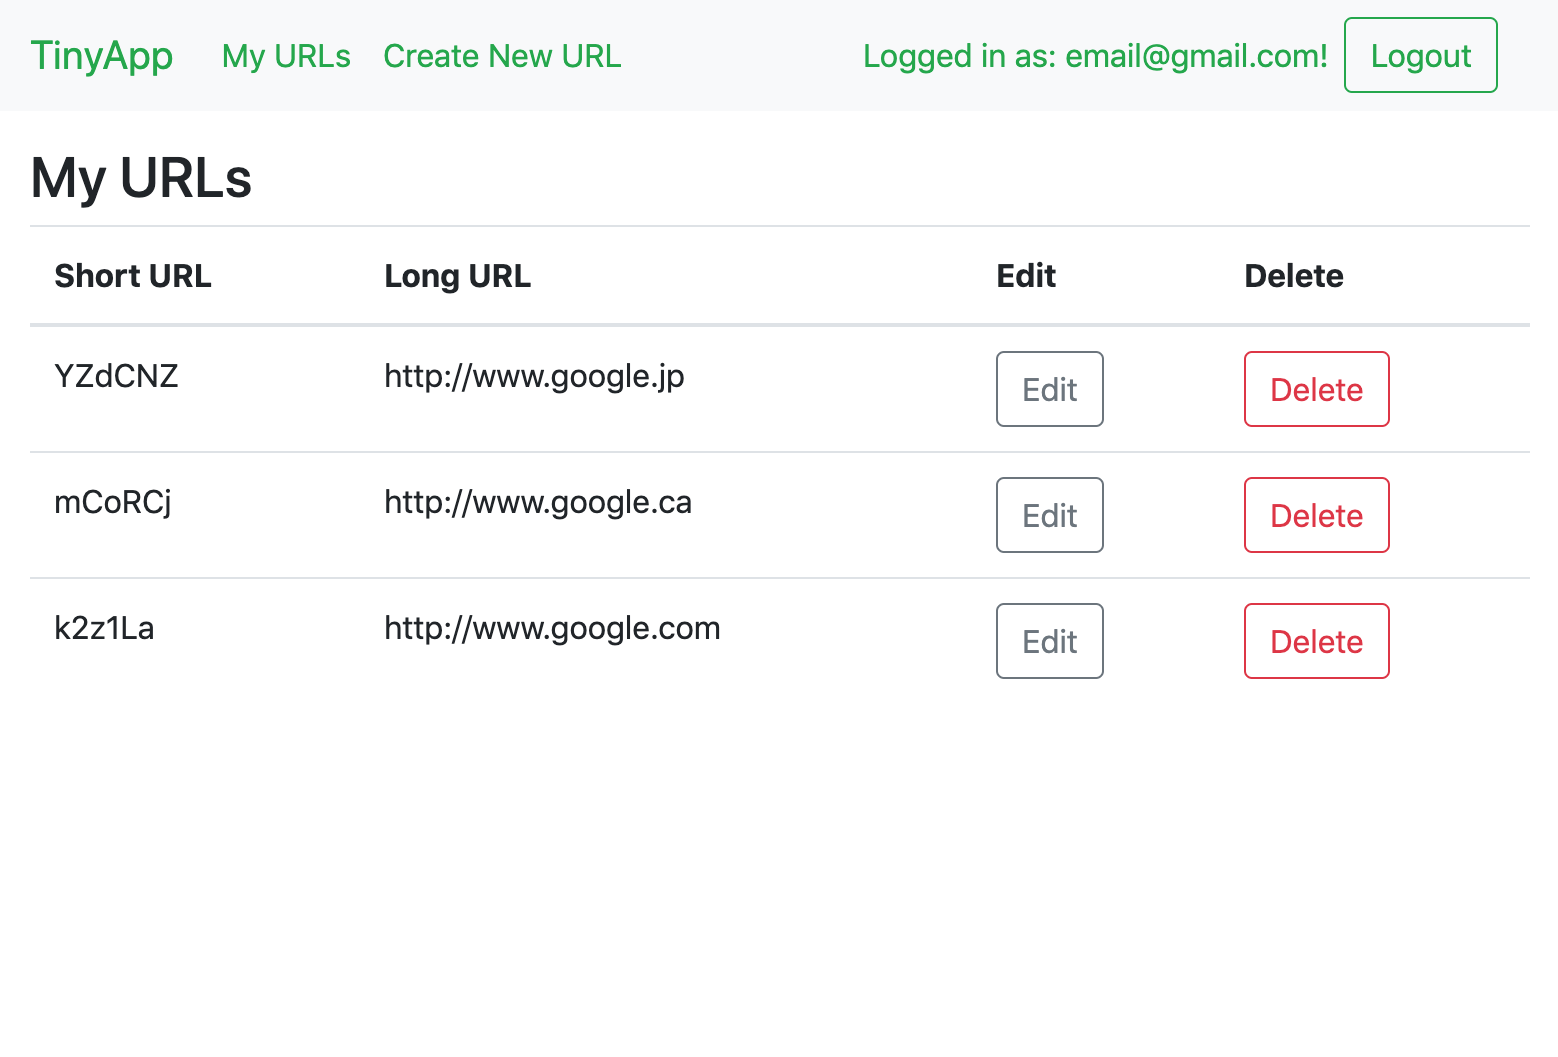 TinyApp My URLs Create New URL Logged in as: email@gmail.com! Logout
My URLs
Short URL Long URL Edit Delete
YZdCNZ http://www.google.jp Edit Delete
mCoRCj http://www.google.ca Edit Delete
k2z1La http://www.google.com Edit Delete